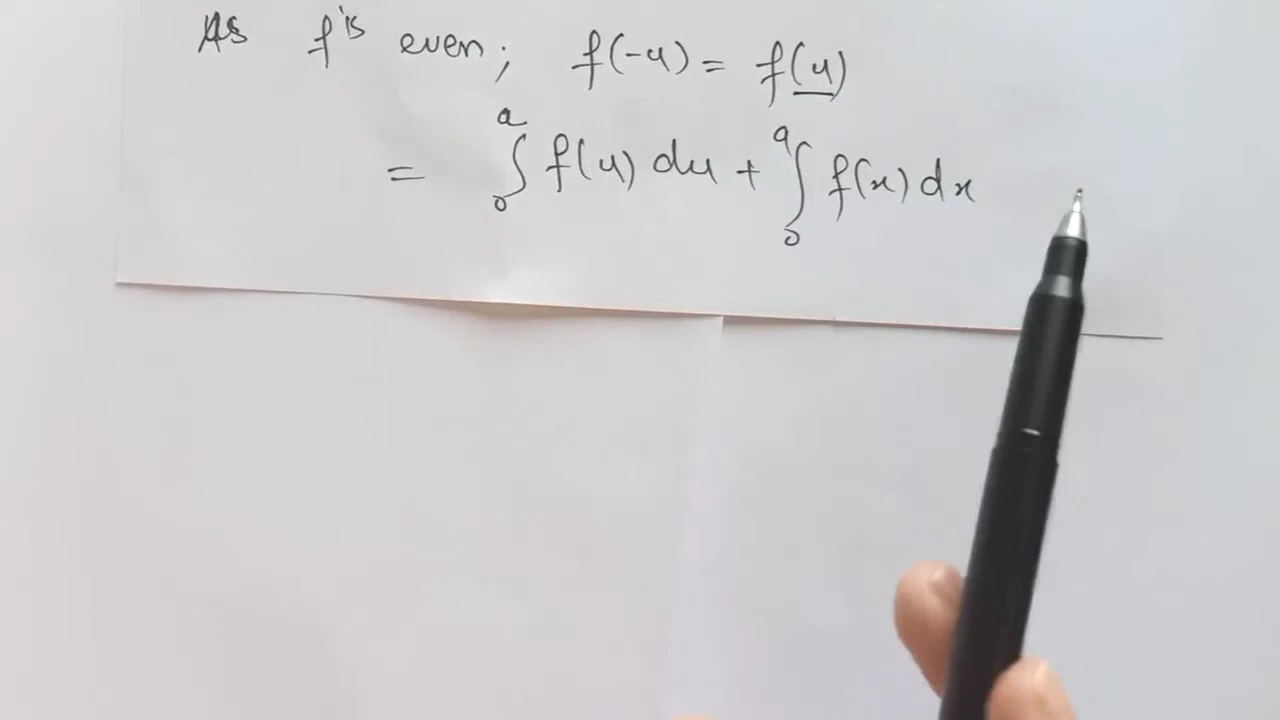 As f is even; f(-u) = f(u)
= ∫₀ᵃ f(u) du + ∫₀ᵃ f(x) dx